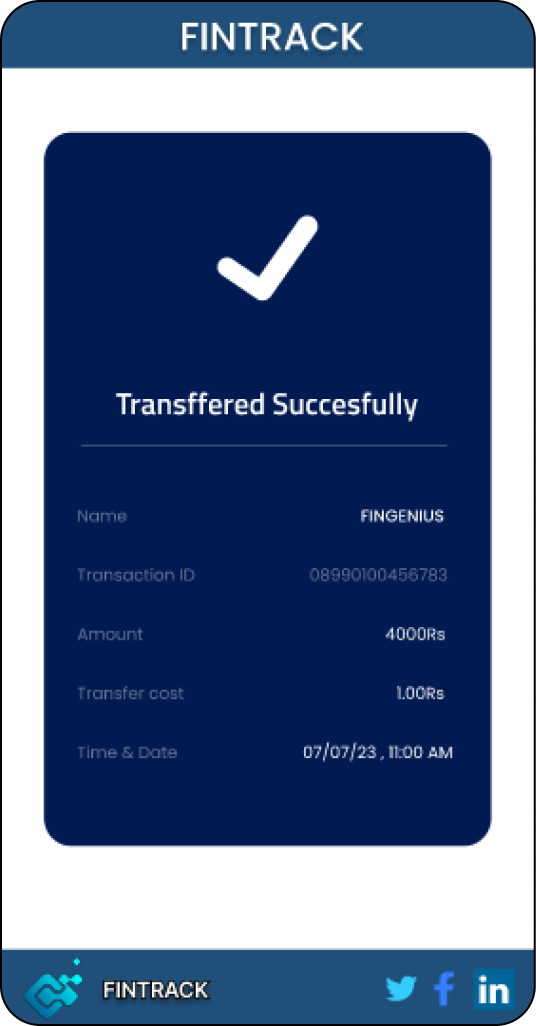 FINTRACK
Transffered Succesfully
Name FINGENIUS
Transaction ID 08990100456783
Amount 4000Rs
Transfer cost 1.00Rs
Time & Date 07/07/23 , 11:00 AM
FINTRACK
in